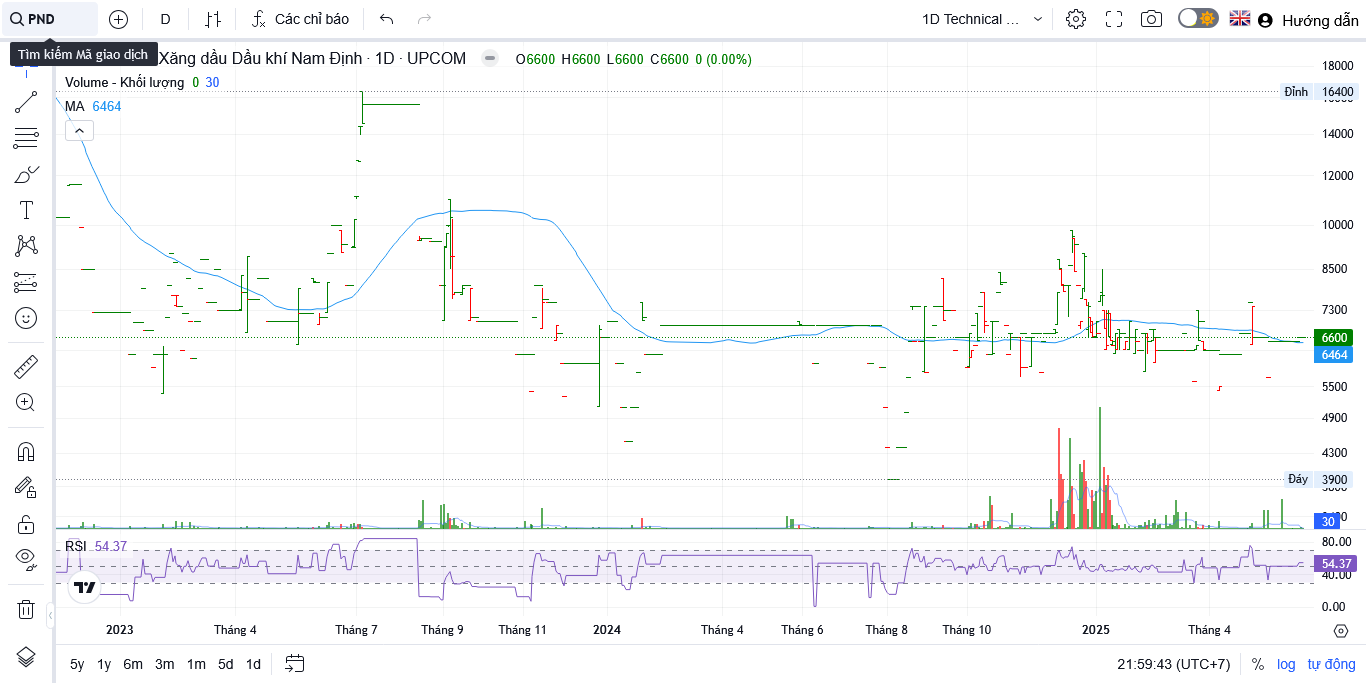 PND
D
Các chỉ báo
1D Technical ...
Hướng dẫn
Tìm kiếm Mã giao dịch
Xăng dầu Dầu khí Nam Định · 1D · UPCOM
O6600 H6600 L6600 C6600 0 (0.00%)
Volume - Khối lượng 0 30
MA 6464
18000
Đỉnh 16400
14000
12000
10000
8500
7300
6600
6464
5500
4900
4300
Đáy 3900
30
RSI 54.37
80.00
54.37
40.00
0.00
2023 Tháng 4 Tháng 7 Tháng 9 Tháng 11 2024 Tháng 4 Tháng 6 Tháng 8 Tháng 10 2025 Tháng 4
5y 1y 6m 3m 1m 5d 1d
21:59:43 (UTC+7) % log tự động